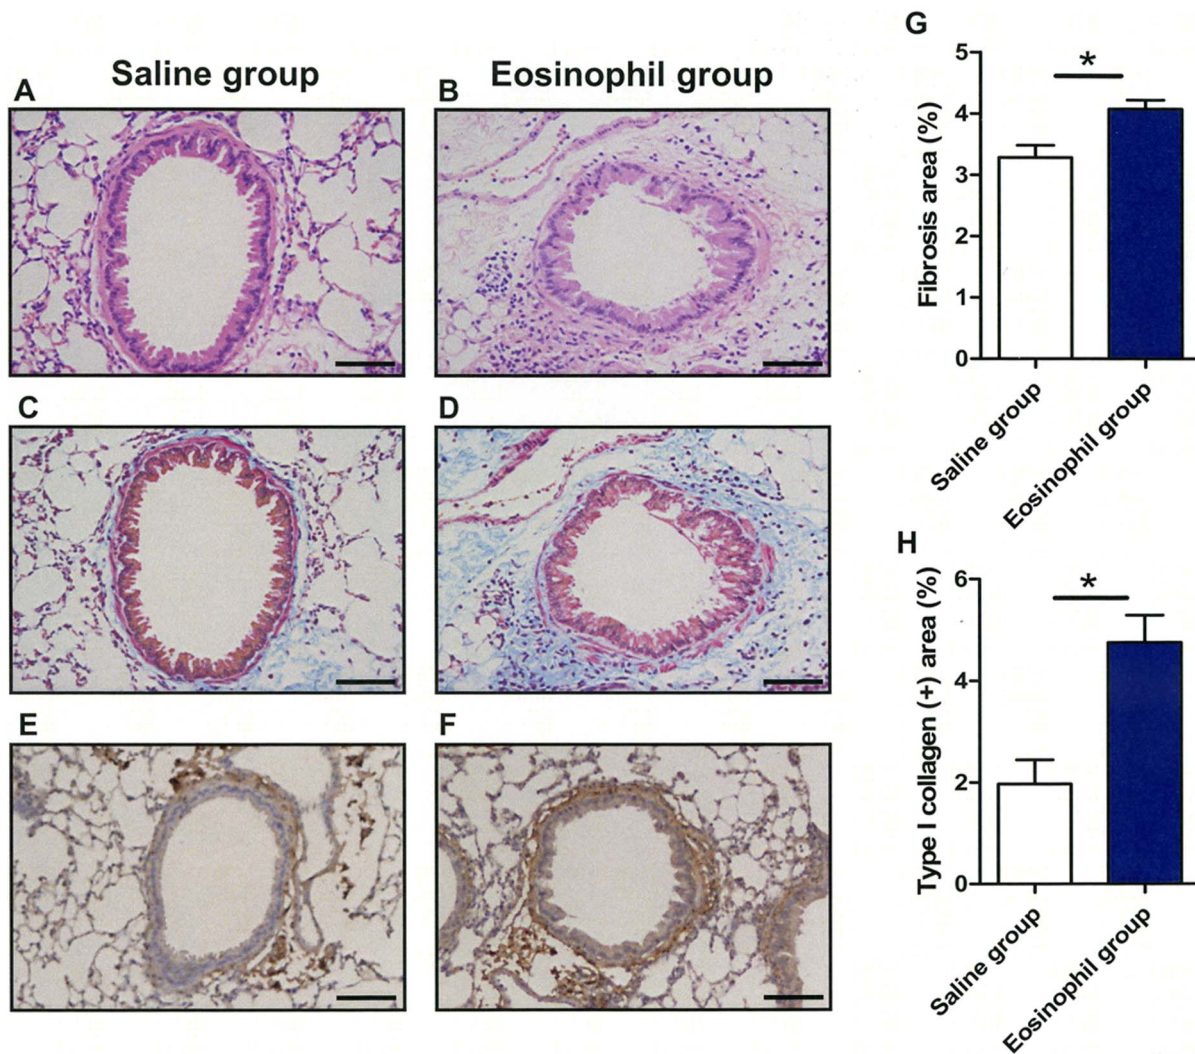 Saline group
Eosinophil group
A
B
C
D
E
F
G
Fibrosis area (%)
5
4
3
2
1
0
*
Saline group
Eosinophil group
H
Type I collagen (+) area (%)
6
4
2
0
*
Saline group
Eosinophil group